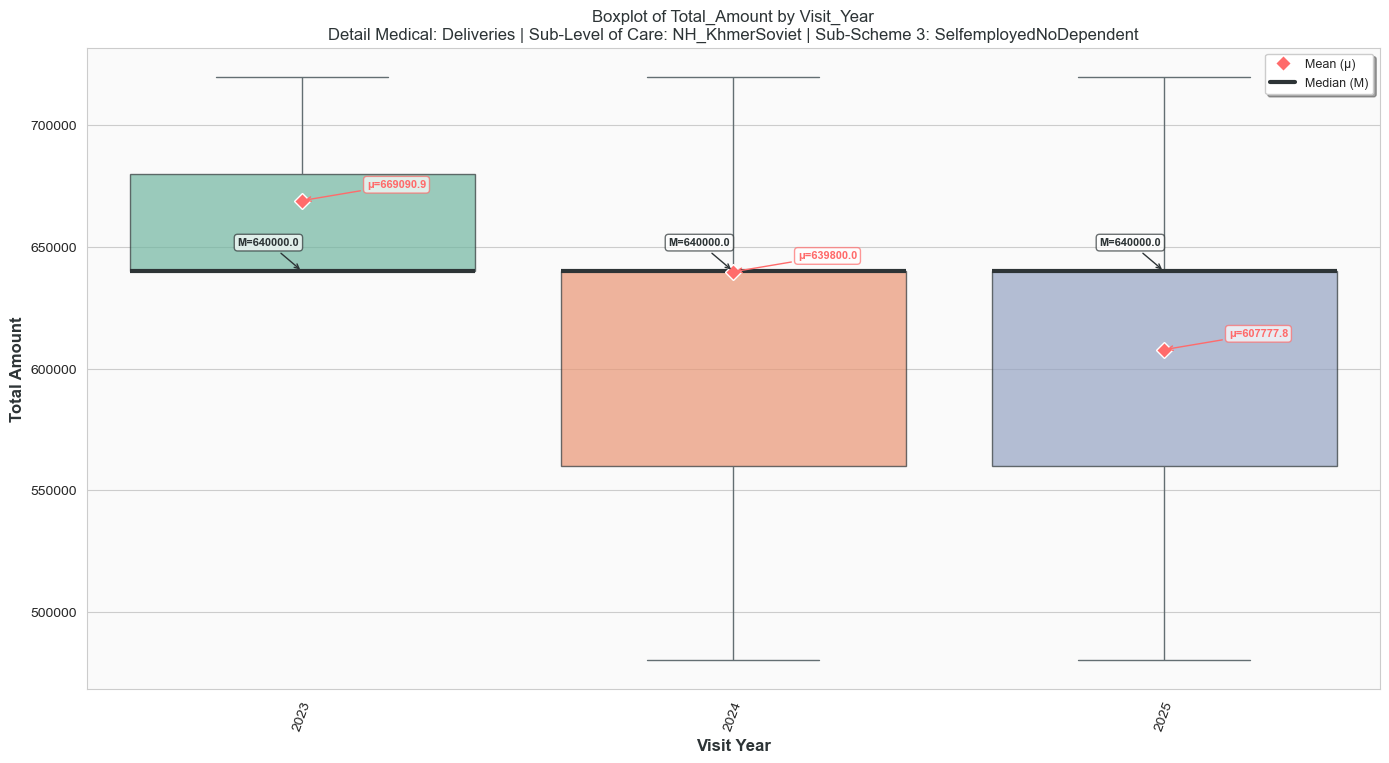 Boxplot of Total_Amount by Visit_Year
Detail Medical: Deliveries | Sub-Level of Care: NH_KhmerSoviet | Sub-Scheme 3: SelfemployedNoDependent
Mean (μ)
Median (M)
Total Amount
700000
650000
600000
550000
500000
μ=669090.9
M=640000.0
M=640000.0
μ=639800.0
M=640000.0
μ=607777.8
2023
2024
2025
Visit Year